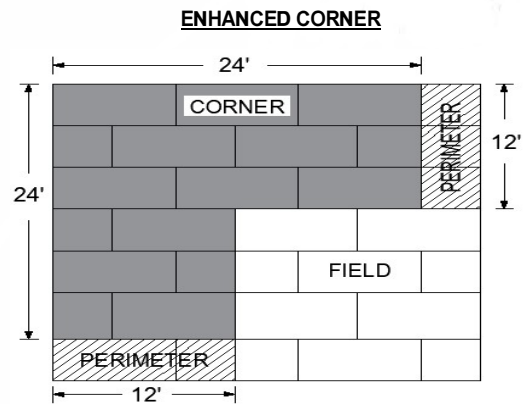 ENHANCED CORNER
24'
CORNER
PERIMETER
12'
24'
FIELD
PERIMETER
12'